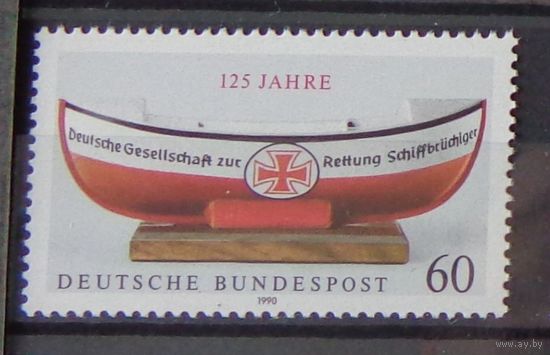 125 JAHRE
Deutsche Gesellschaft zur Rettung Schiffbrüchiger
DEUTSCHE BUNDESPOST 60
1990
www.ay.by